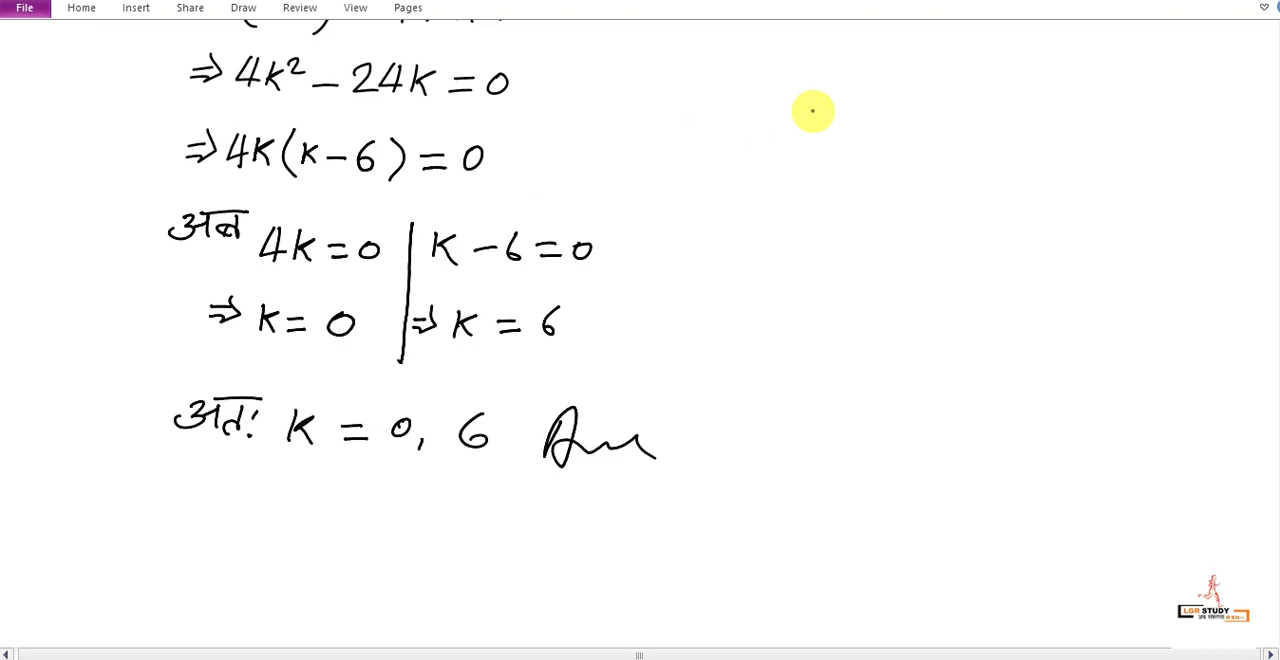 File Home Insert Share Draw Review View Pages
⇒ 4K² – 24K = 0
⇒ 4K(K – 6) = 0
अब 4K = 0 | K – 6 = 0
⇒ K = 0 | ⇒ K = 6
अतः K = 0, 6 Ans
LGR STUDY